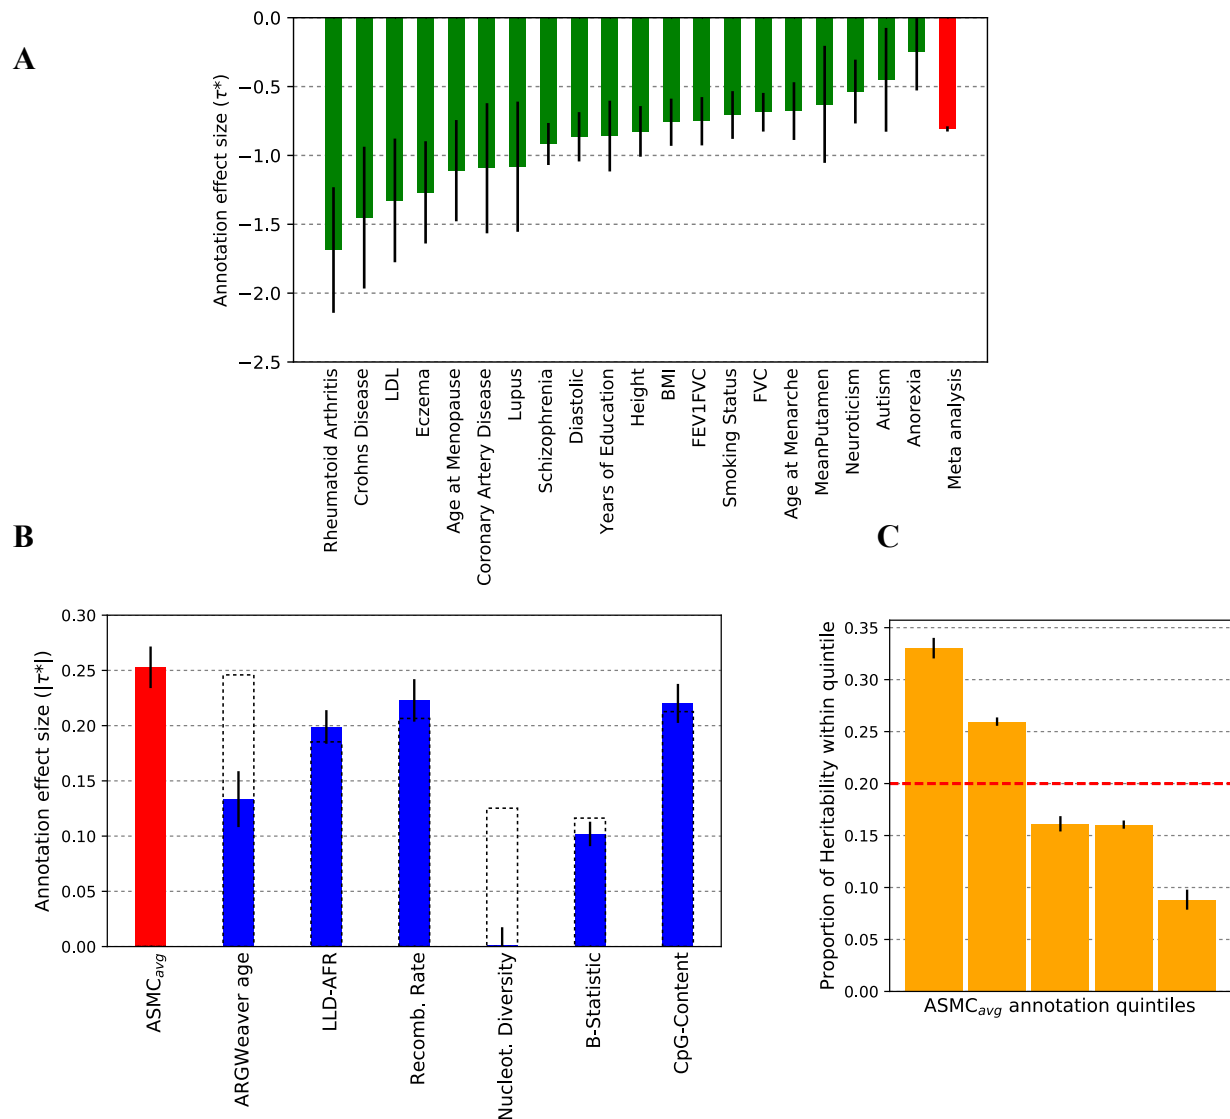 A
0.0
−0.5
−1.0
−1.5
−2.0
−2.5
Annotation effect size (τ*)
Rheumatoid Arthritis
Crohns Disease
LDL
Eczema
Age at Menopause
Coronary Artery Disease
Lupus
Schizophrenia
Diastolic
Years of Education
Height
BMI
FEV1FVC
Smoking Status
FVC
Age at Menarche
MeanPutamen
Neuroticism
Autism
Anorexia
Meta analysis
B
0.30
0.25
0.20
0.15
0.10
0.05
0.00
Annotation effect size (|τ*|)
ASMCavg
ARGWeaver age
LLD-AFR
Recomb. Rate
Nucleot. Diversity
B-Statistic
CpG-Content
C
0.35
0.30
0.25
0.20
0.15
0.10
0.05
0.00
Proportion of Heritability within quintile
ASMCavg annotation quintiles